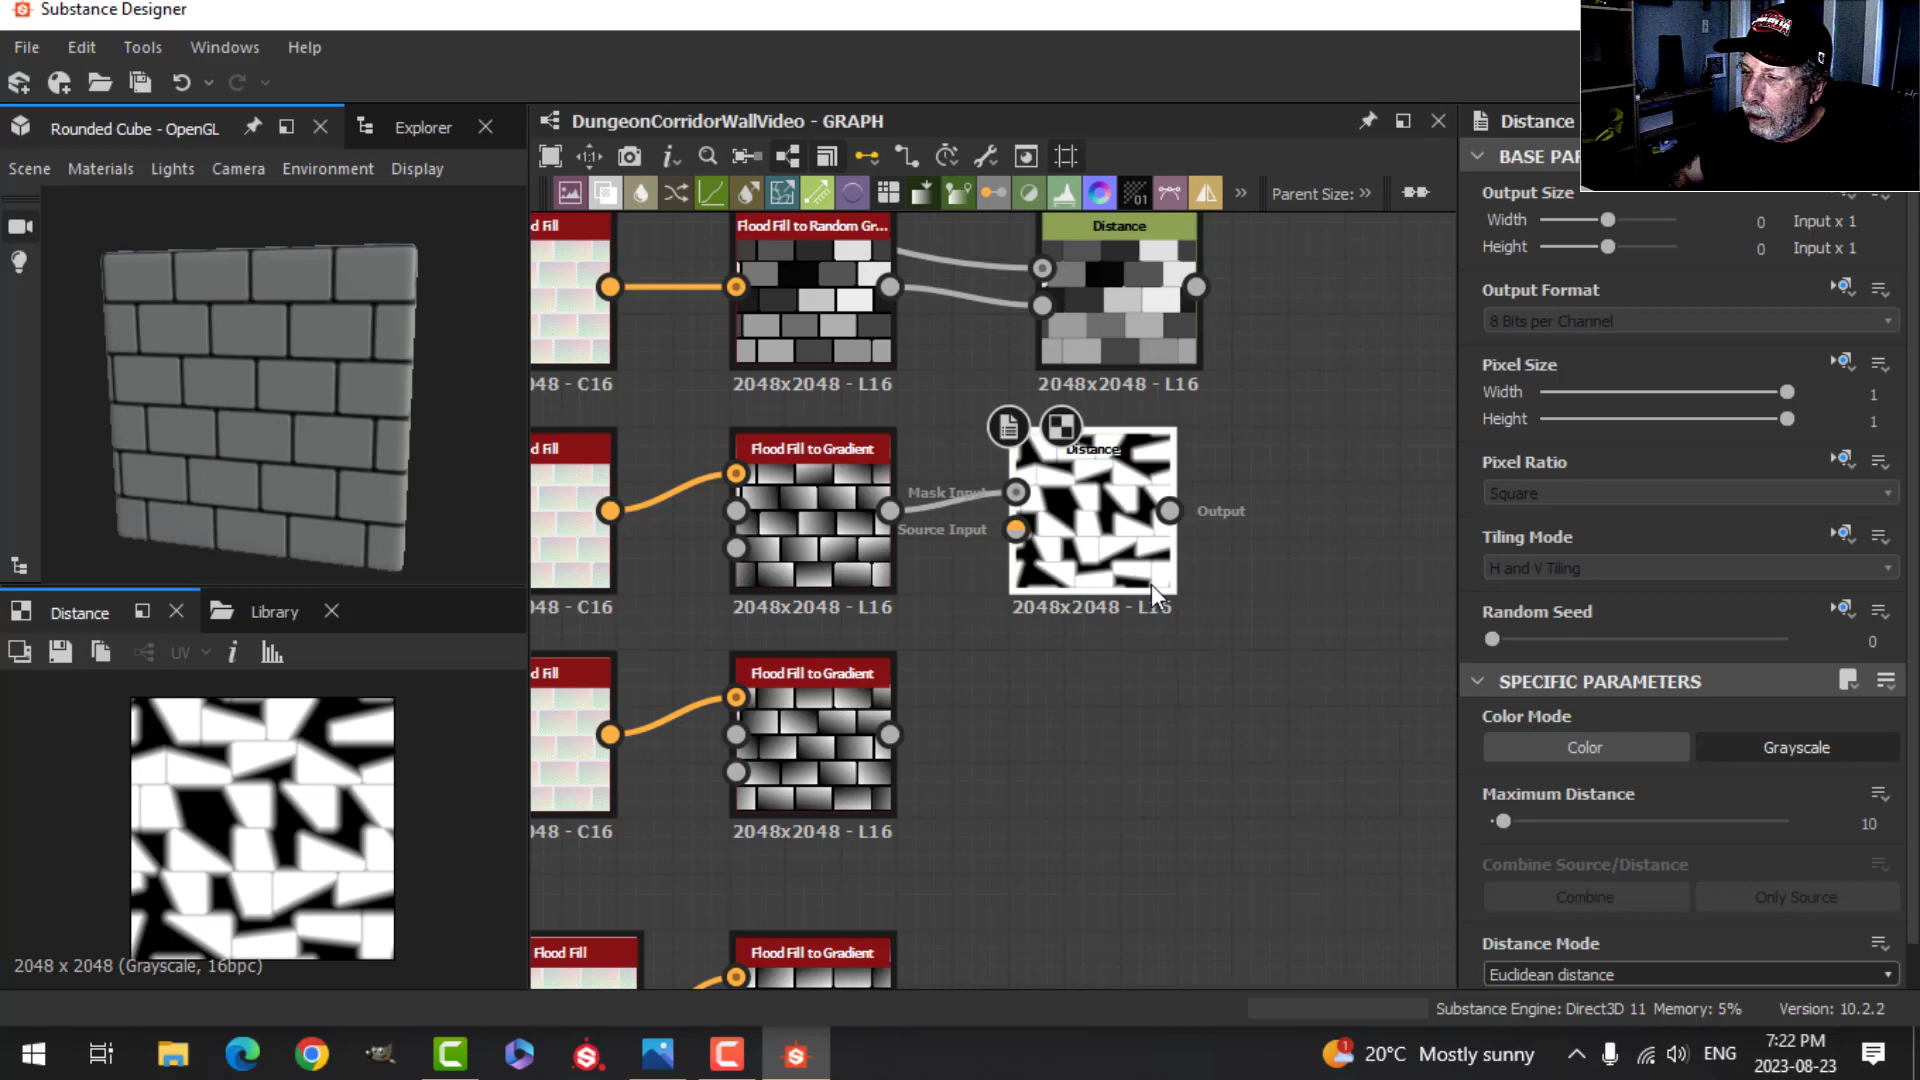 Substance Designer
File Edit Tools Windows Help
Rounded Cube - OpenGL
Explorer
DungeonCorridorWallVideo - GRAPH
Distance
Scene Materials Lights Camera Environment Display
BASE PAR
Parent Size:
Output Size
Width 0 Input x 1
Height 0 Input x 1
d Fill
Flood Fill to Random Gr...
Distance
Output Format
8 Bits per Channel
048 - C16
2048x2048 - L16
2048x2048 - L16
Pixel Size
Width 1
Height 1
d Fill
Flood Fill to Gradient
Distance
Mask Input
Source Input
Output
Pixel Ratio
Square
Tiling Mode
H and V Tiling
048 - C16
2048x2048 - L16
2048x2048 - L16
Distance
Library
Random Seed
0
UV
d Fill
Flood Fill to Gradient
SPECIFIC PARAMETERS
Color Mode
Color Grayscale
Maximum Distance
10
048 - C16
2048x2048 - L16
Combine Source/Distance
Combine Only Source
Flood Fill
Flood Fill to Gradient
Distance Mode
Euclidean distance
2048 x 2048 (Grayscale, 16bpc)
Substance Engine: Direct3D 11 Memory: 5%
Version: 10.2.2
1
20°C Mostly sunny
ENG
7:22 PM
2023-08-23